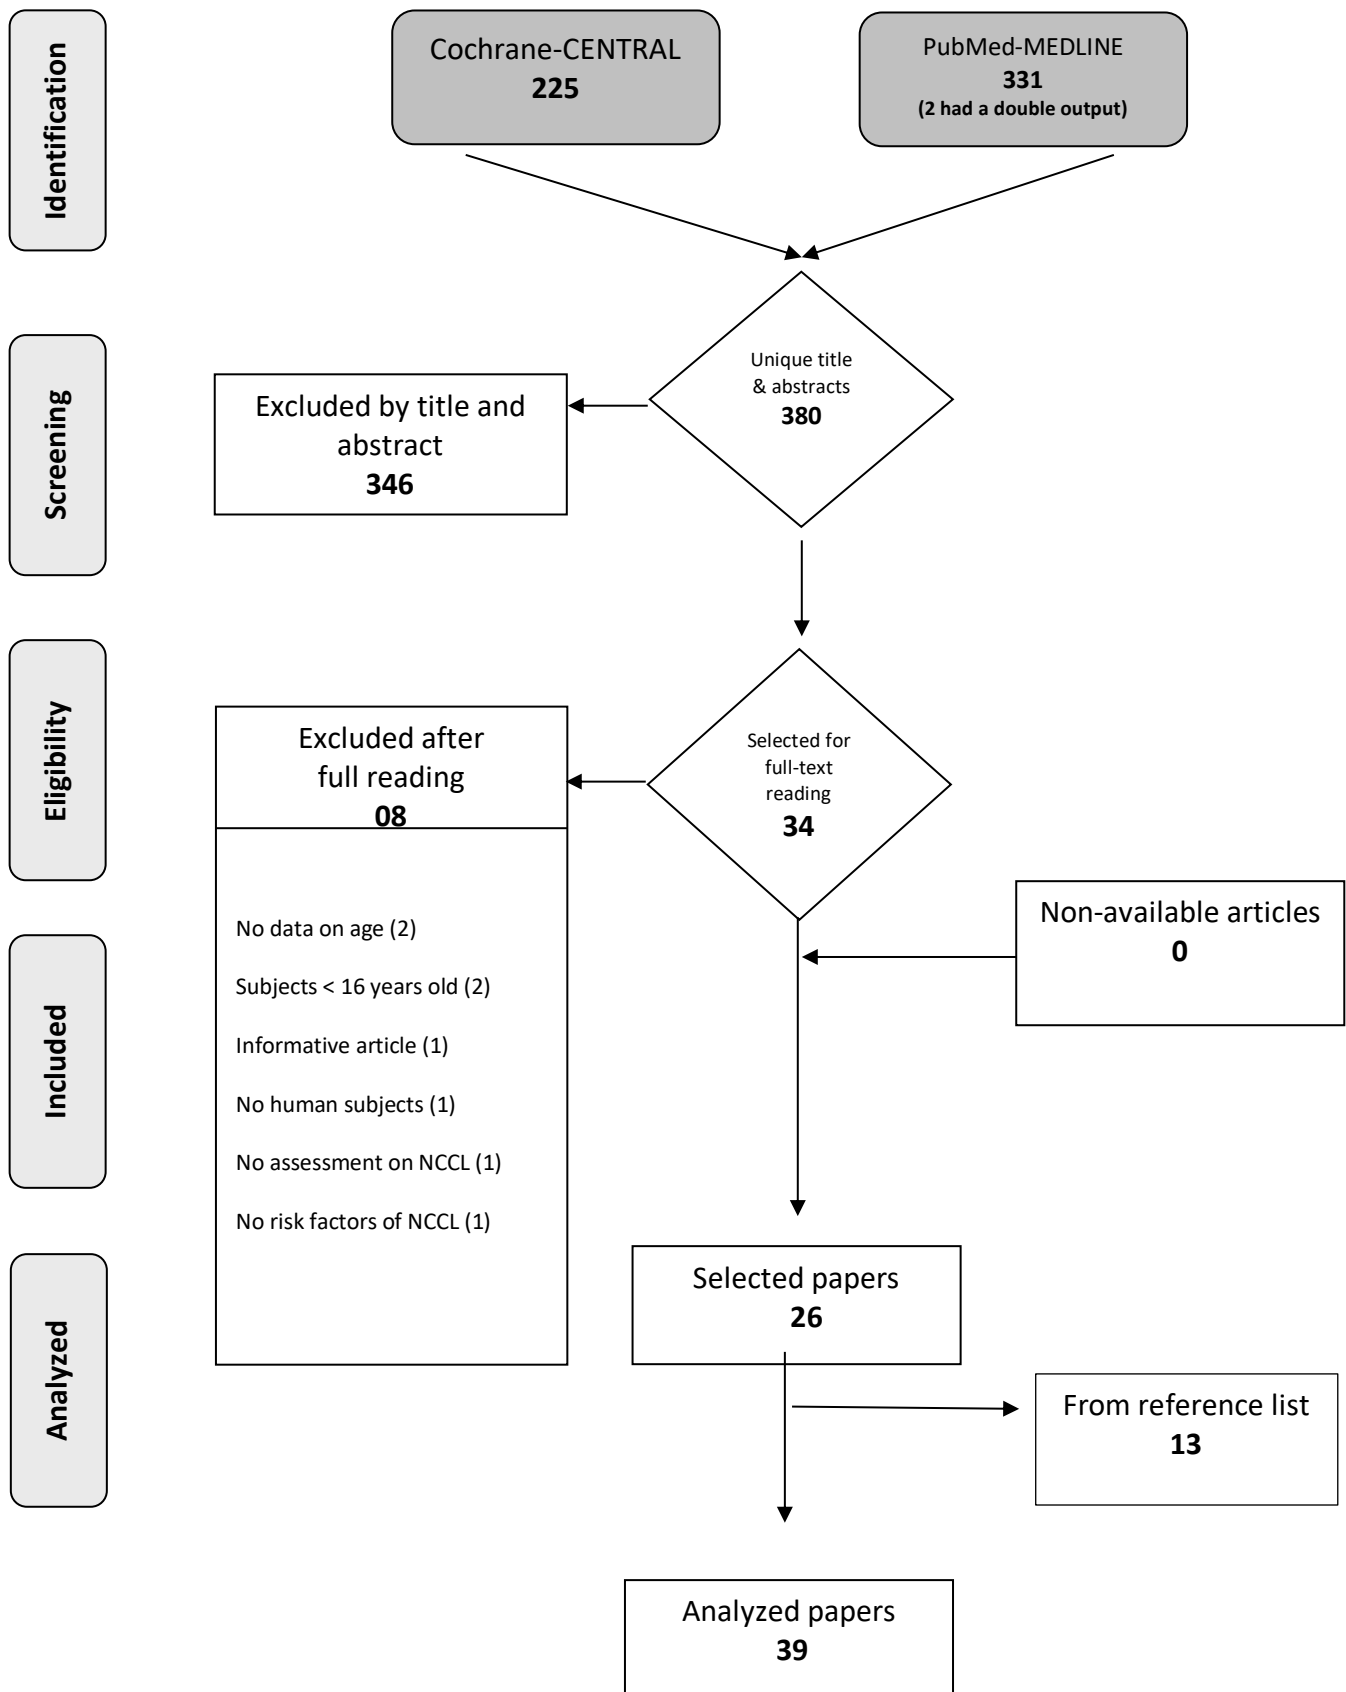 Identification
Cochrane-CENTRAL
225
PubMed-MEDLINE
331
(2 had a double output)
Screening
Unique title
& abstracts
380
Excluded by title and
abstract
346
Eligibility
Selected for
full-text
reading
34
Excluded after
full reading
08
No data on age (2)
Subjects < 16 years old (2)
Informative article (1)
No human subjects (1)
No assessment on NCCL (1)
No risk factors of NCCL (1)
Non-available articles
0
Included
Selected papers
26
Analyzed
From reference list
13
Analyzed papers
39